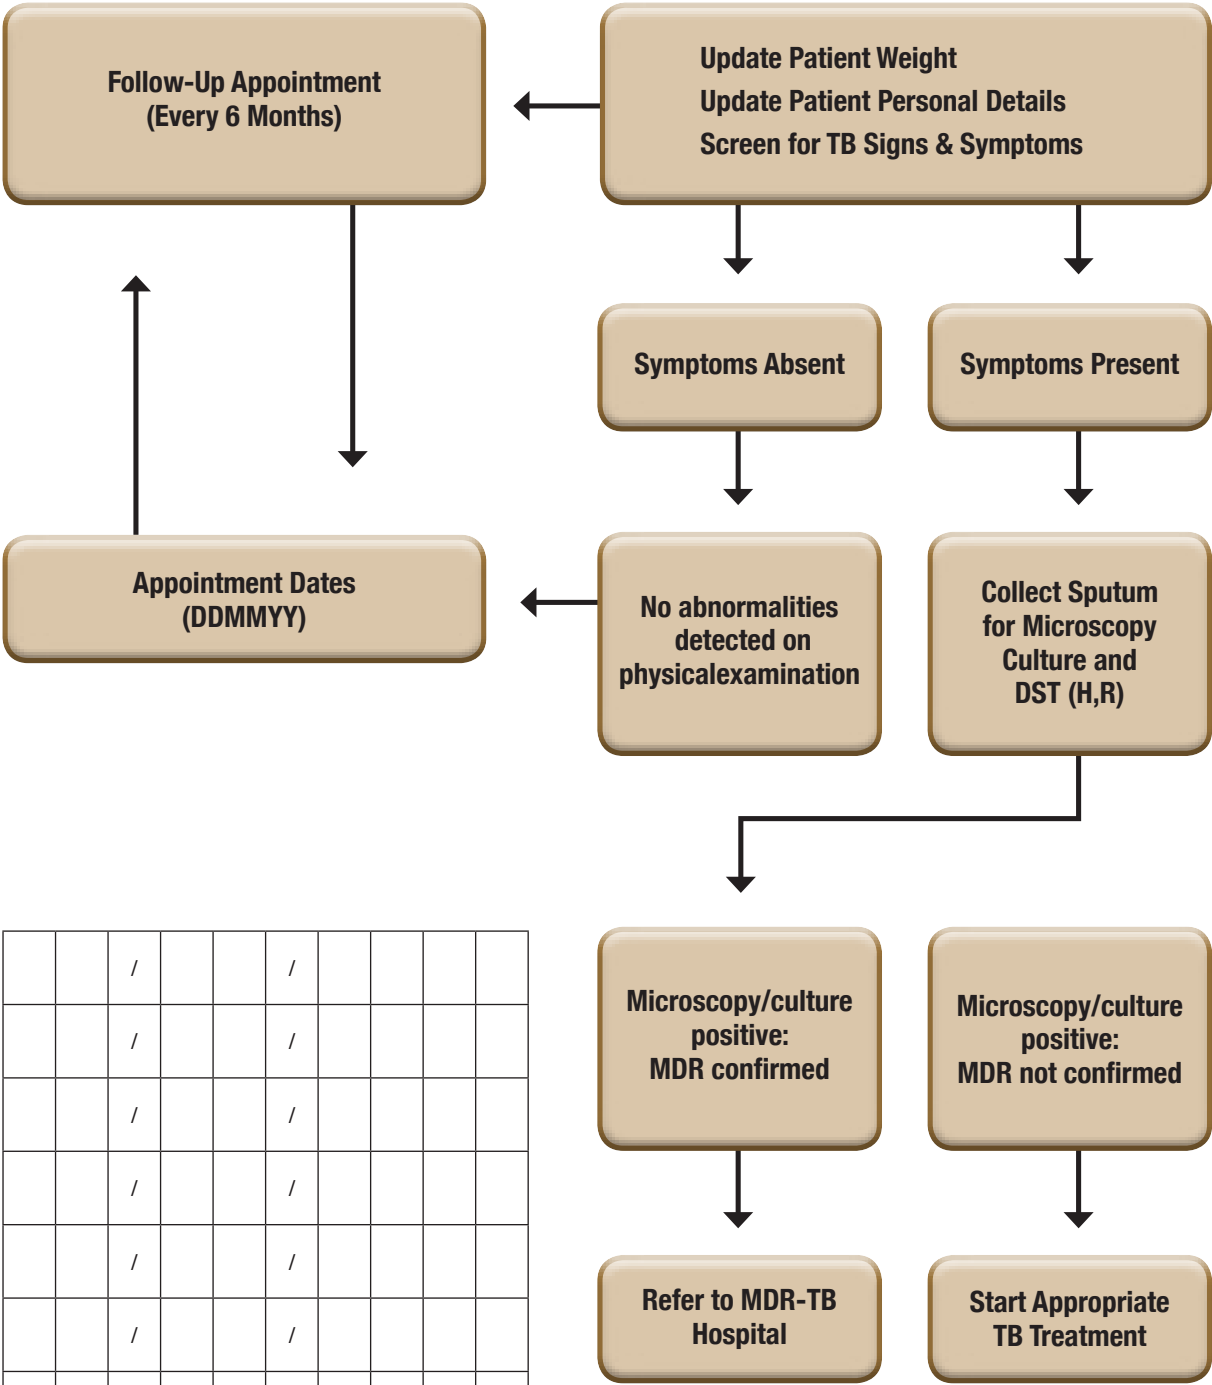 Follow-Up Appointment
(Every 6 Months)
Update Patient Weight
Update Patient Personal Details
Screen for TB Signs & Symptoms
Symptoms Absent
Symptoms Present
Appointment Dates
(DDMMYY)
No abnormalities
detected on
physicalexamination
Collect Sputum
for Microscopy
Culture and
DST (H,R)
/ /
/ /
/ /
/ /
/ /
/ /
Microscopy/culture
positive:
MDR confirmed
Microscopy/culture
positive:
MDR not confirmed
Refer to MDR-TB
Hospital
Start Appropriate
TB Treatment